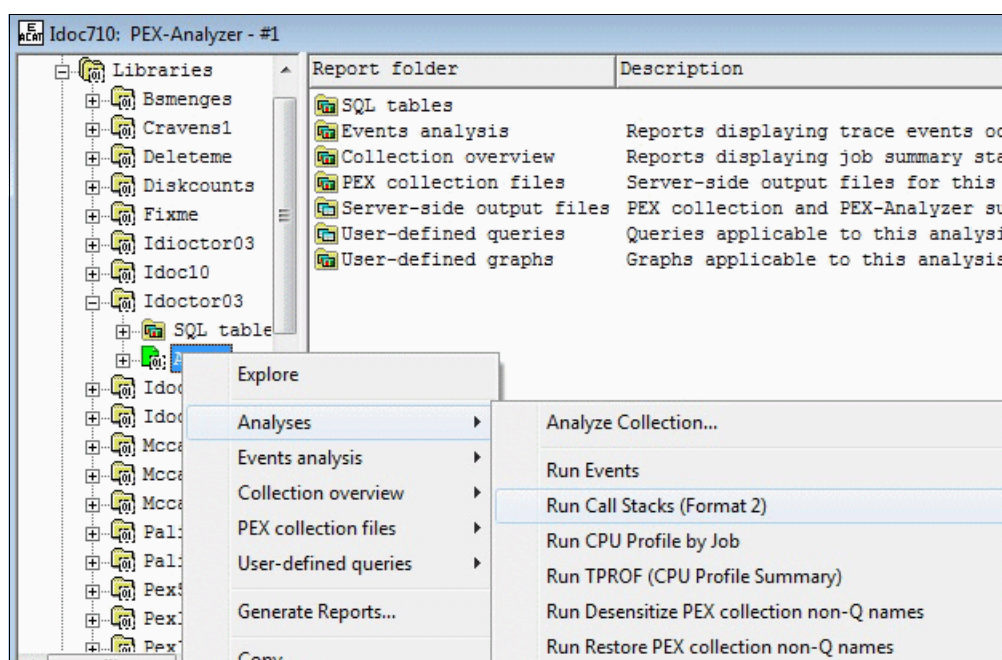 Idoc710: PEX-Analyzer - #1
Libraries
Bsmenges
Cravens1
Deleteme
Diskcounts
Fixme
Idioctor03
Idoc10
Idoctor03
SQL table
Report folder Description
SQL tables
Events analysis Reports displaying trace events
Collection overview Reports displaying job summary
PEX collection files Server-side output files for this
Server-side output files PEX collection and PEX-Analyzer
User-defined queries Queries applicable to this
User-defined graphs Graphs applicable to this analysis
Explore
Analyses
Events analysis
Collection overview
PEX collection files
User-defined queries
Generate Reports...
Copy
Analyze Collection...
Run Events
Run Call Stacks (Format 2)
Run CPU Profile by Job
Run TPROF (CPU Profile Summary)
Run Desensitize PEX collection non-Q names
Run Restore PEX collection non-Q names